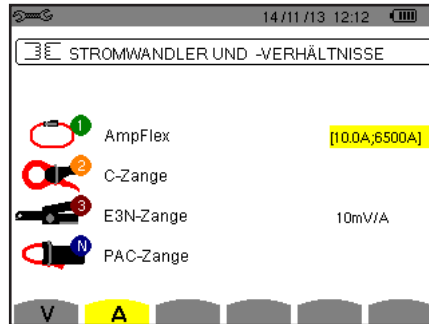 14/11/13 12:12
STROMWANDLER UND -VERHÄLTNISSE
1 AmpFlex [10.0A;6500A]
2 C-Zange
3 E3N-Zange 10mV/A
N PAC-Zange
V A